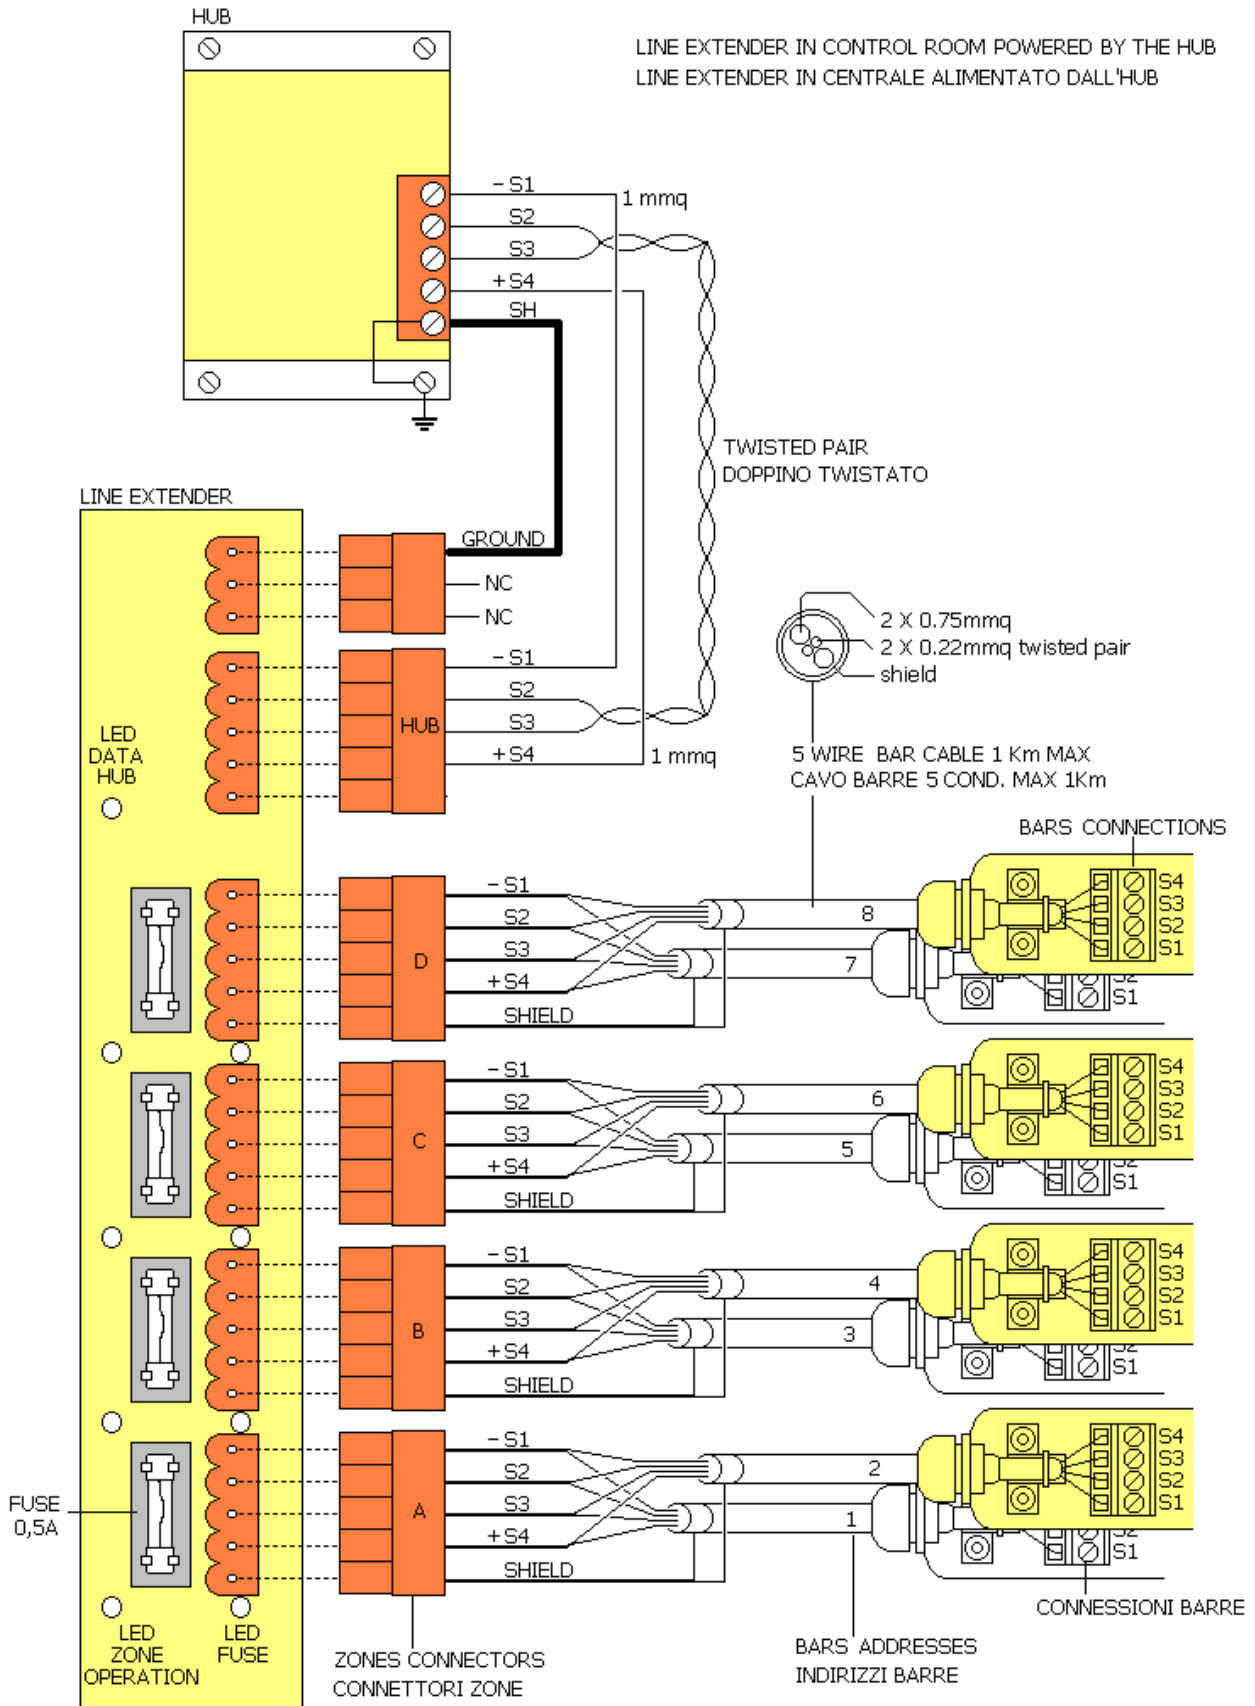 HUB
LINE EXTENDER IN CONTROL ROOM POWERED BY THE HUB
LINE EXTENDER IN CENTRALE ALIMENTATO DALL'HUB
- S1
1 mmq
S2
S3
+ S4
SH
TWISTED PAIR
DOPPINO TWISTATO
LINE EXTENDER
GROUND
NC
NC
2 X 0.75mmq
2 X 0.22mmq twisted pair
shield
- S1
S2
HUB
S3
+ S4
1 mmq
LED
DATA
HUB
5 WIRE BAR CABLE 1 Km MAX
CAVO BARRE 5 COND. MAX 1Km
BARS CONNECTIONS
- S1
S2
D
S3
+ S4
SHIELD
8
7
S4
S3
S2
S1
S2
S1
- S1
S2
C
S3
+ S4
SHIELD
6
5
S4
S3
S2
S1
S2
S1
- S1
S2
B
S3
+ S4
SHIELD
4
3
S4
S3
S2
S1
S2
S1
- S1
S2
A
S3
+ S4
SHIELD
2
1
S4
S3
S2
S1
S2
S1
FUSE
0,5A
CONNESSIONI BARRE
LED
ZONE
OPERATION
LED
FUSE
ZONES CONNECTORS
CONNETTORI ZONE
BARS ADDRESSES
INDIRIZZI BARRE